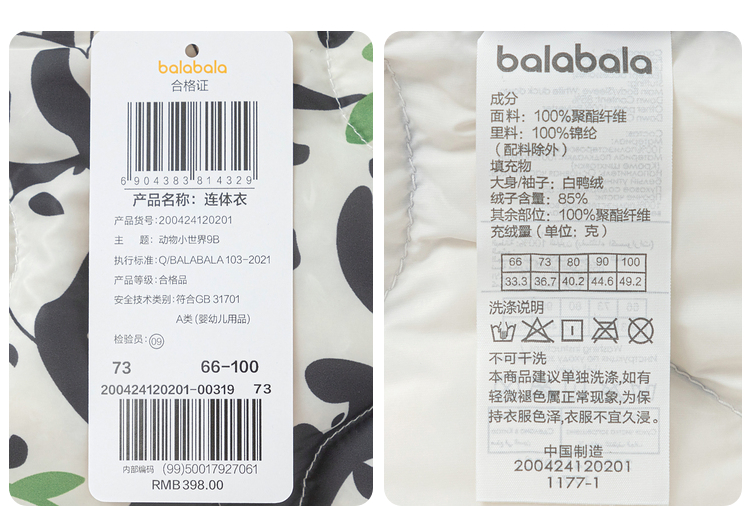 balabala
合格证
6 904383 814329
产品名称：连体衣
产品货号：200424120201
主 题：动物小世界9B
执行标准：Q/BALABALA 103-2021
产品等级：合格品
安全技术类别：符合GB 31701
A类 (婴幼儿用品)
检验员：09
73 66-100
200424120201-00319 73
内部编码 (99)50017927061
RMB 398.00
balabala
成分
面料：100%聚酯纤维
里料：100%锦纶
（配料除外）
填充物
大身/袖子：白鸭绒
绒子含量：85%
其余部位：100%聚酯纤维
充绒量（单位：克）
66 73 80 90 100
33.3 36.7 40.2 44.6 49.2
洗涤说明
不可干洗
本商品建议单独洗涤,如有
轻微褪色属正常现象,为保
持衣服色泽,衣服不宜久浸。
中国制造
200424120201
1177-1